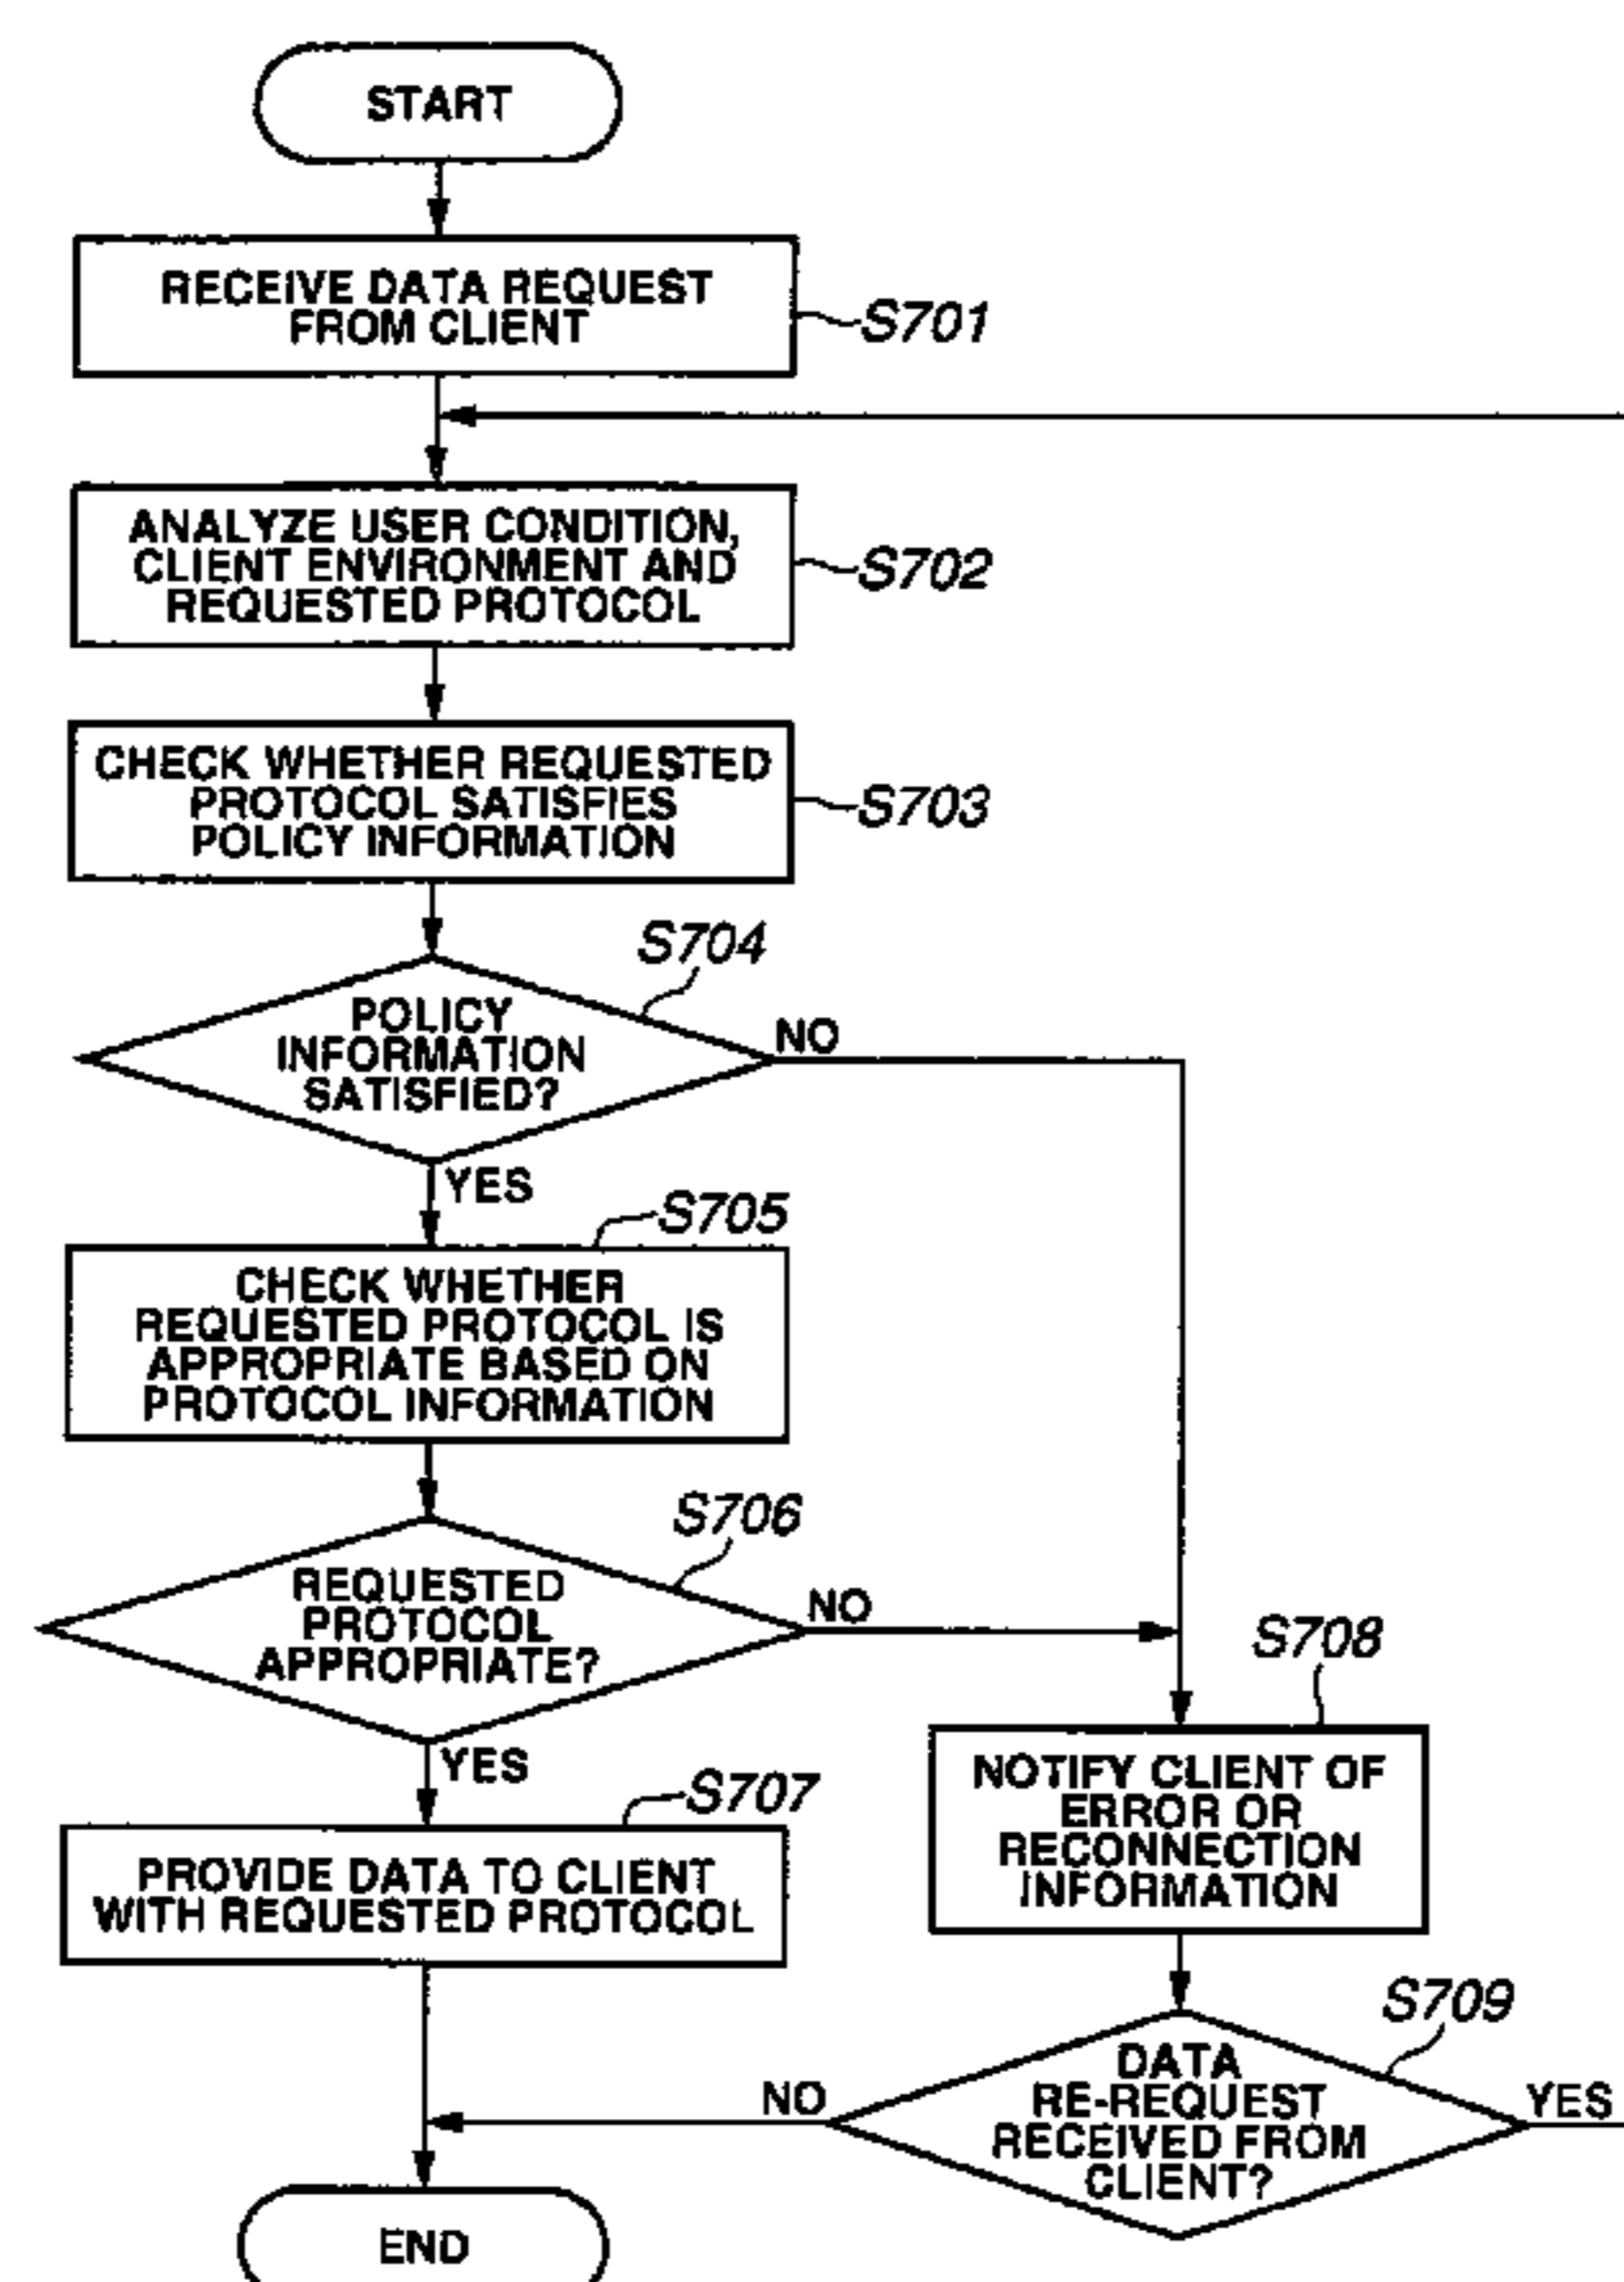 START
RECEIVE DATA REQUEST
FROM CLIENT
S701
ANALYZE USER CONDITION,
CLIENT ENVIRONMENT AND
REQUESTED PROTOCOL
S702
CHECK WHETHER REQUESTED
PROTOCOL SATISFIES
POLICY INFORMATION
S703
S704
POLICY
INFORMATION
SATISFIED?
NO
YES
S705
CHECK WHETHER
REQUESTED PROTOCOL IS
APPROPRIATE BASED ON
PROTOCOL INFORMATION
S706
REQUESTED
PROTOCOL
APPROPRIATE?
NO
YES
S707
PROVIDE DATA TO CLIENT
WITH REQUESTED PROTOCOL
S708
NOTIFY CLIENT OF
ERROR OR
RECONNECTION
INFORMATION
S709
DATA
RE-REQUEST
RECEIVED FROM
CLIENT?
NO
YES
END